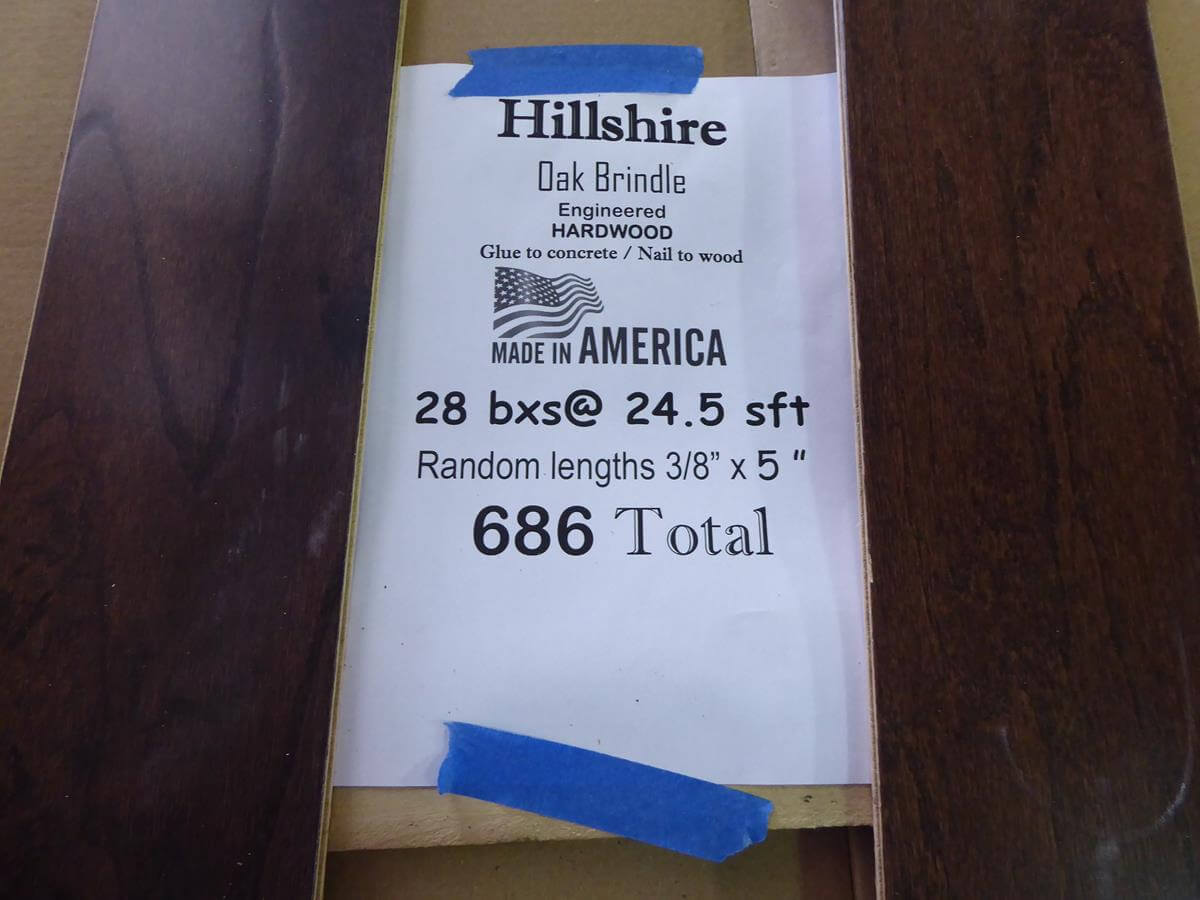 Hillshire
Oak Brindle
Engineered
HARDWOOD
Glue to concrete / Nail to wood
MADE IN AMERICA
28 bxs@ 24.5 sft
Random lengths 3/8” x 5 "
686 Total